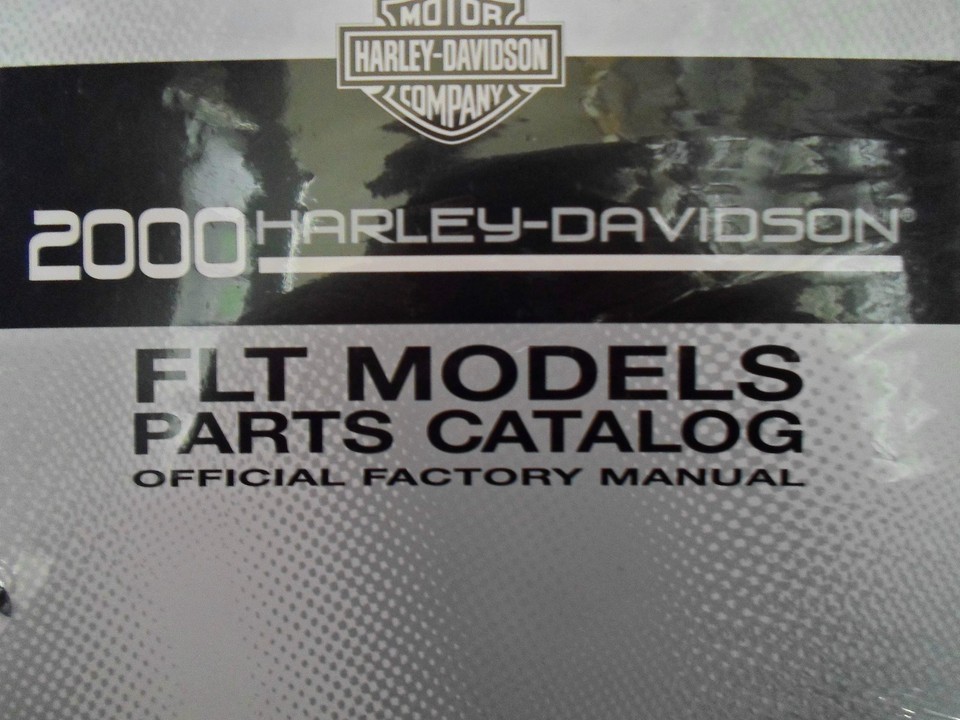 MOTOR
HARLEY-DAVIDSON
COMPANY
2000 HARLEY-DAVIDSON®
FLT MODELS
PARTS CATALOG
OFFICIAL FACTORY MANUAL